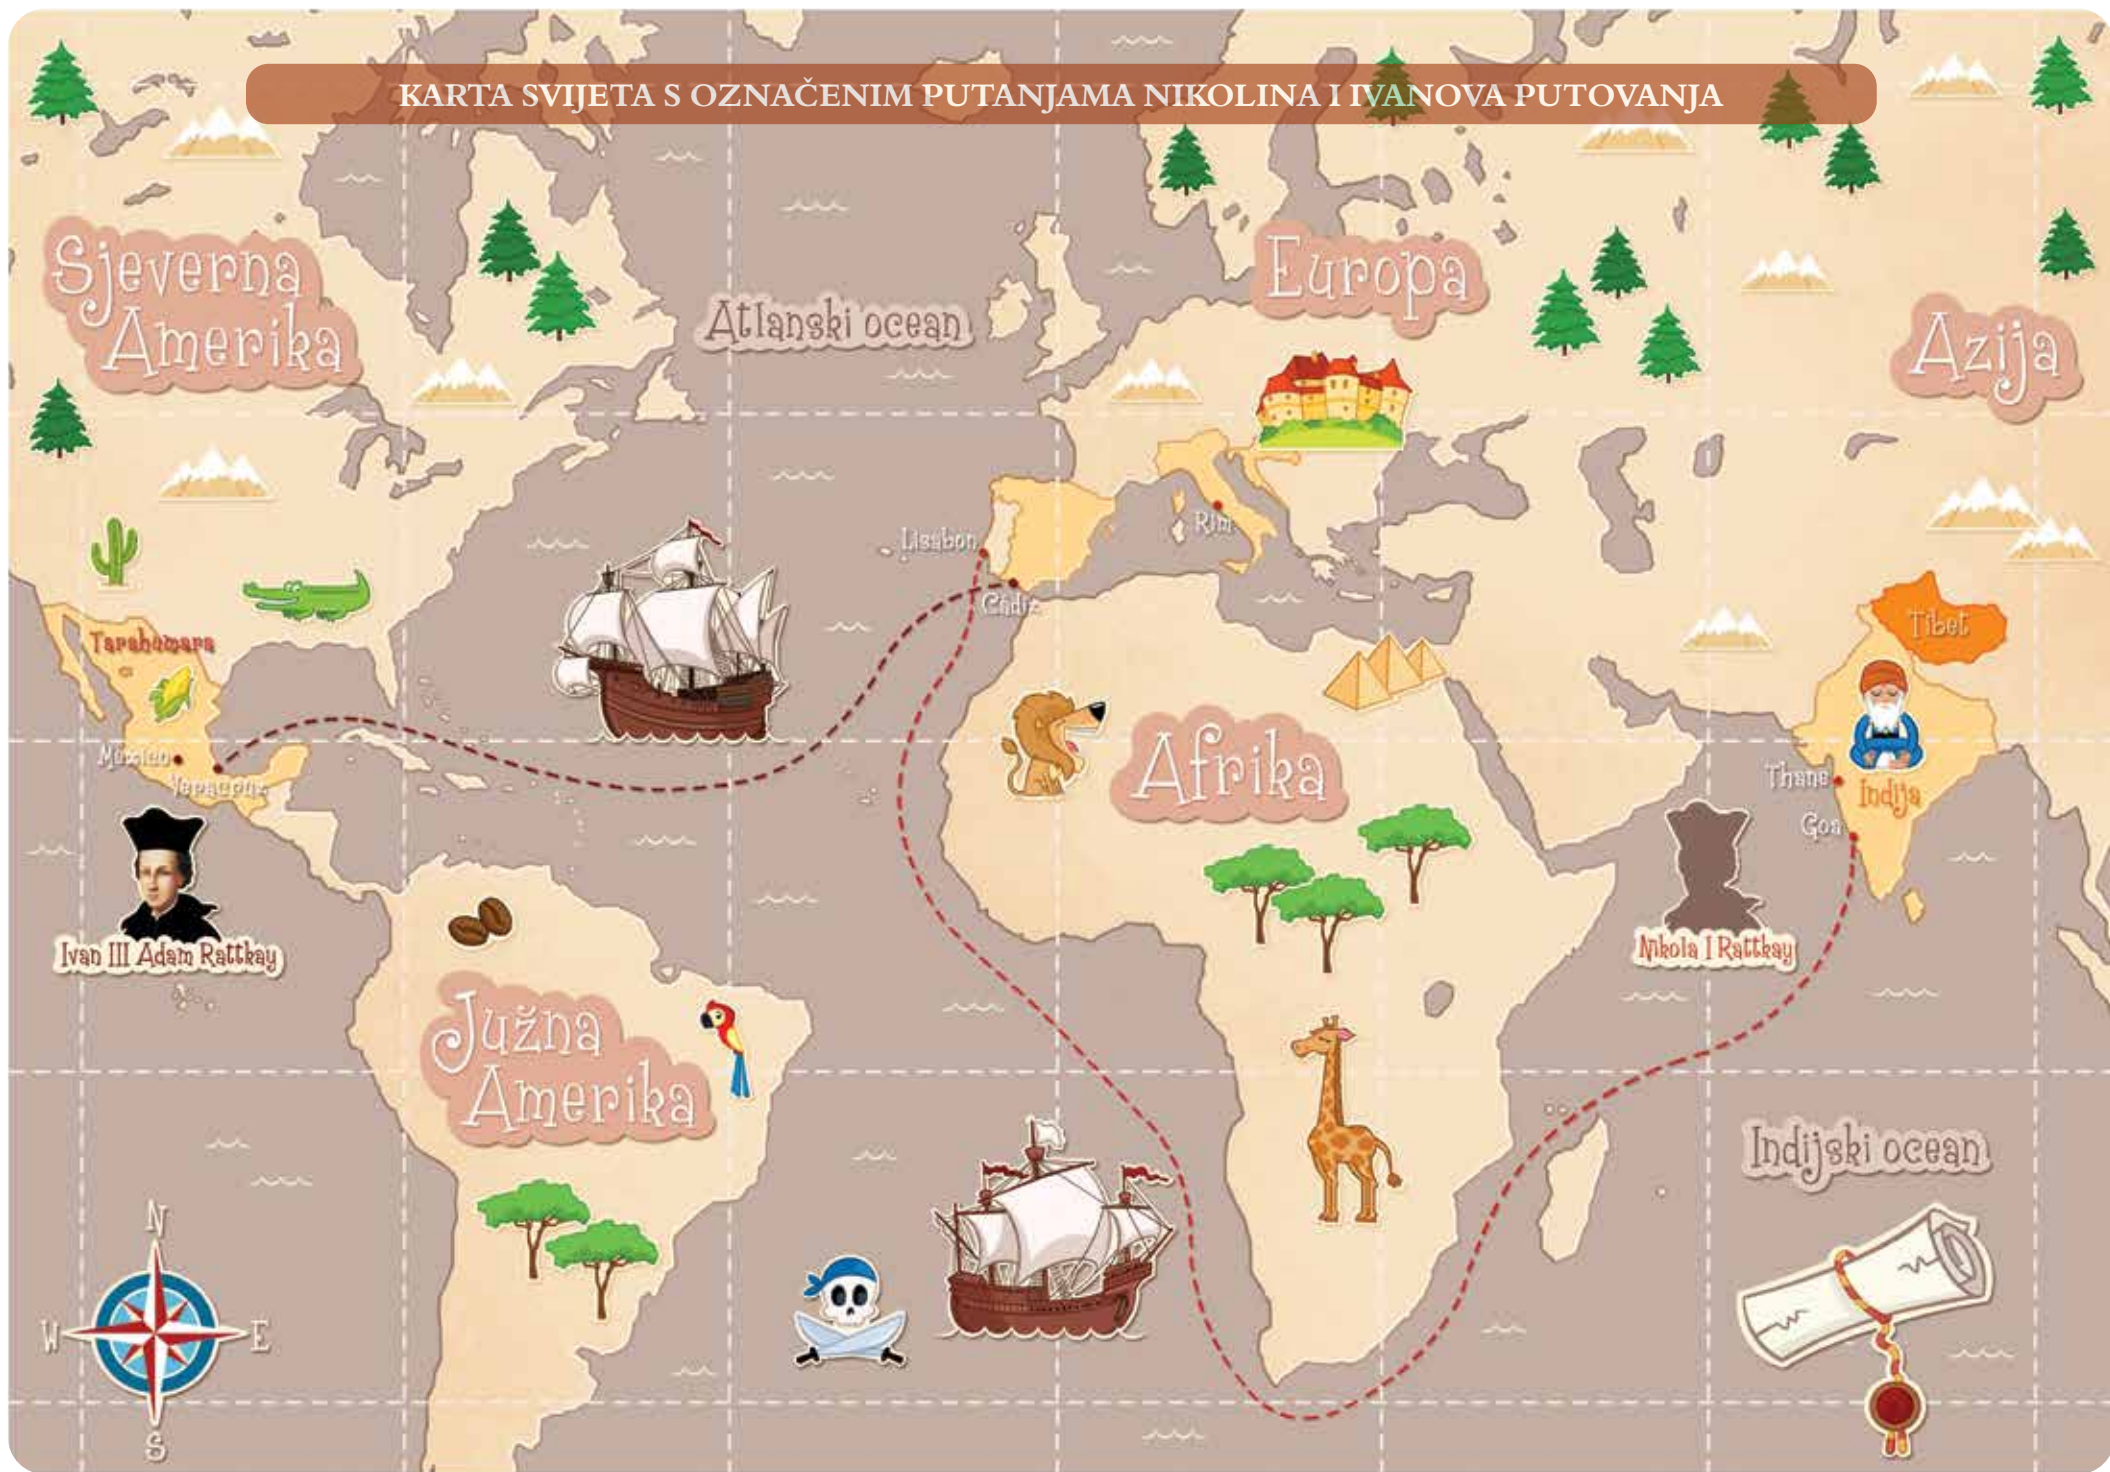 KARTA SVIJETA S OZNAČENIM PUTANJAMA NIKOLINA I IVANOVA PUTOVANJA
Sjeverna
Amerika
Atlanski ocean
Europa
Azija
Lisabon
Rim
Cádiz
Tarahumara
Tibet
México
Veracruz
Afrika
Thane
Indija
Goa
Ivan III Adam Rattkay
Nikola I Rattkay
Južna
Amerika
Indijski ocean
N
W
E
S